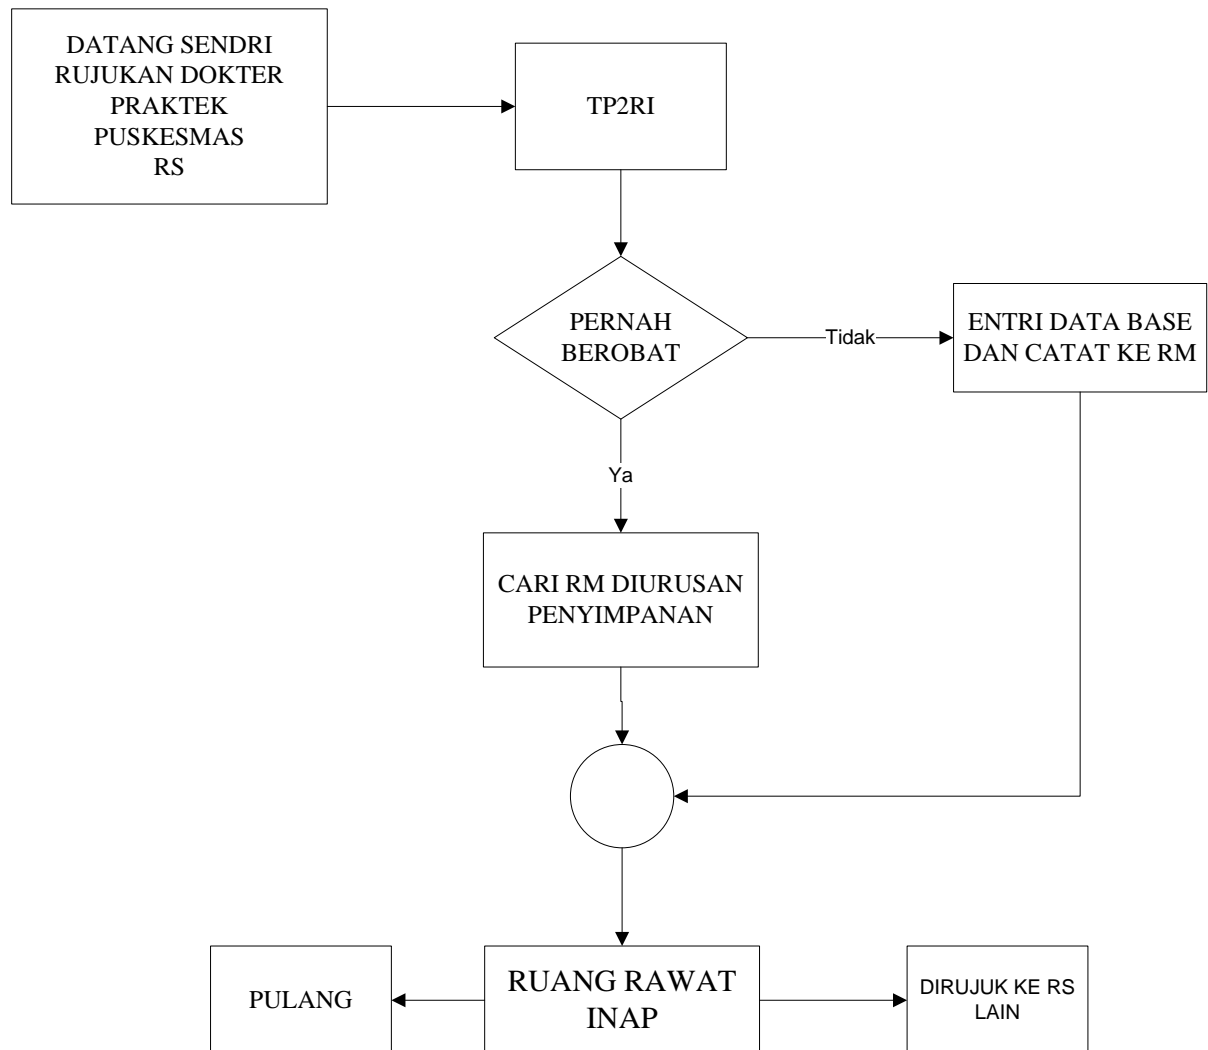 DATANG SENDRI
RUJUKAN DOKTER
PRAKTEK
PUSKESMAS
RS
TP2RI
PERNAH
BEROBAT
Tidak
ENTRI DATA BASE
DAN CATAT KE RM
Ya
CARI RM DIURUSAN
PENYIMPANAN
PULANG
RUANG RAWAT
INAP
DIRUJUK KE RS
LAIN